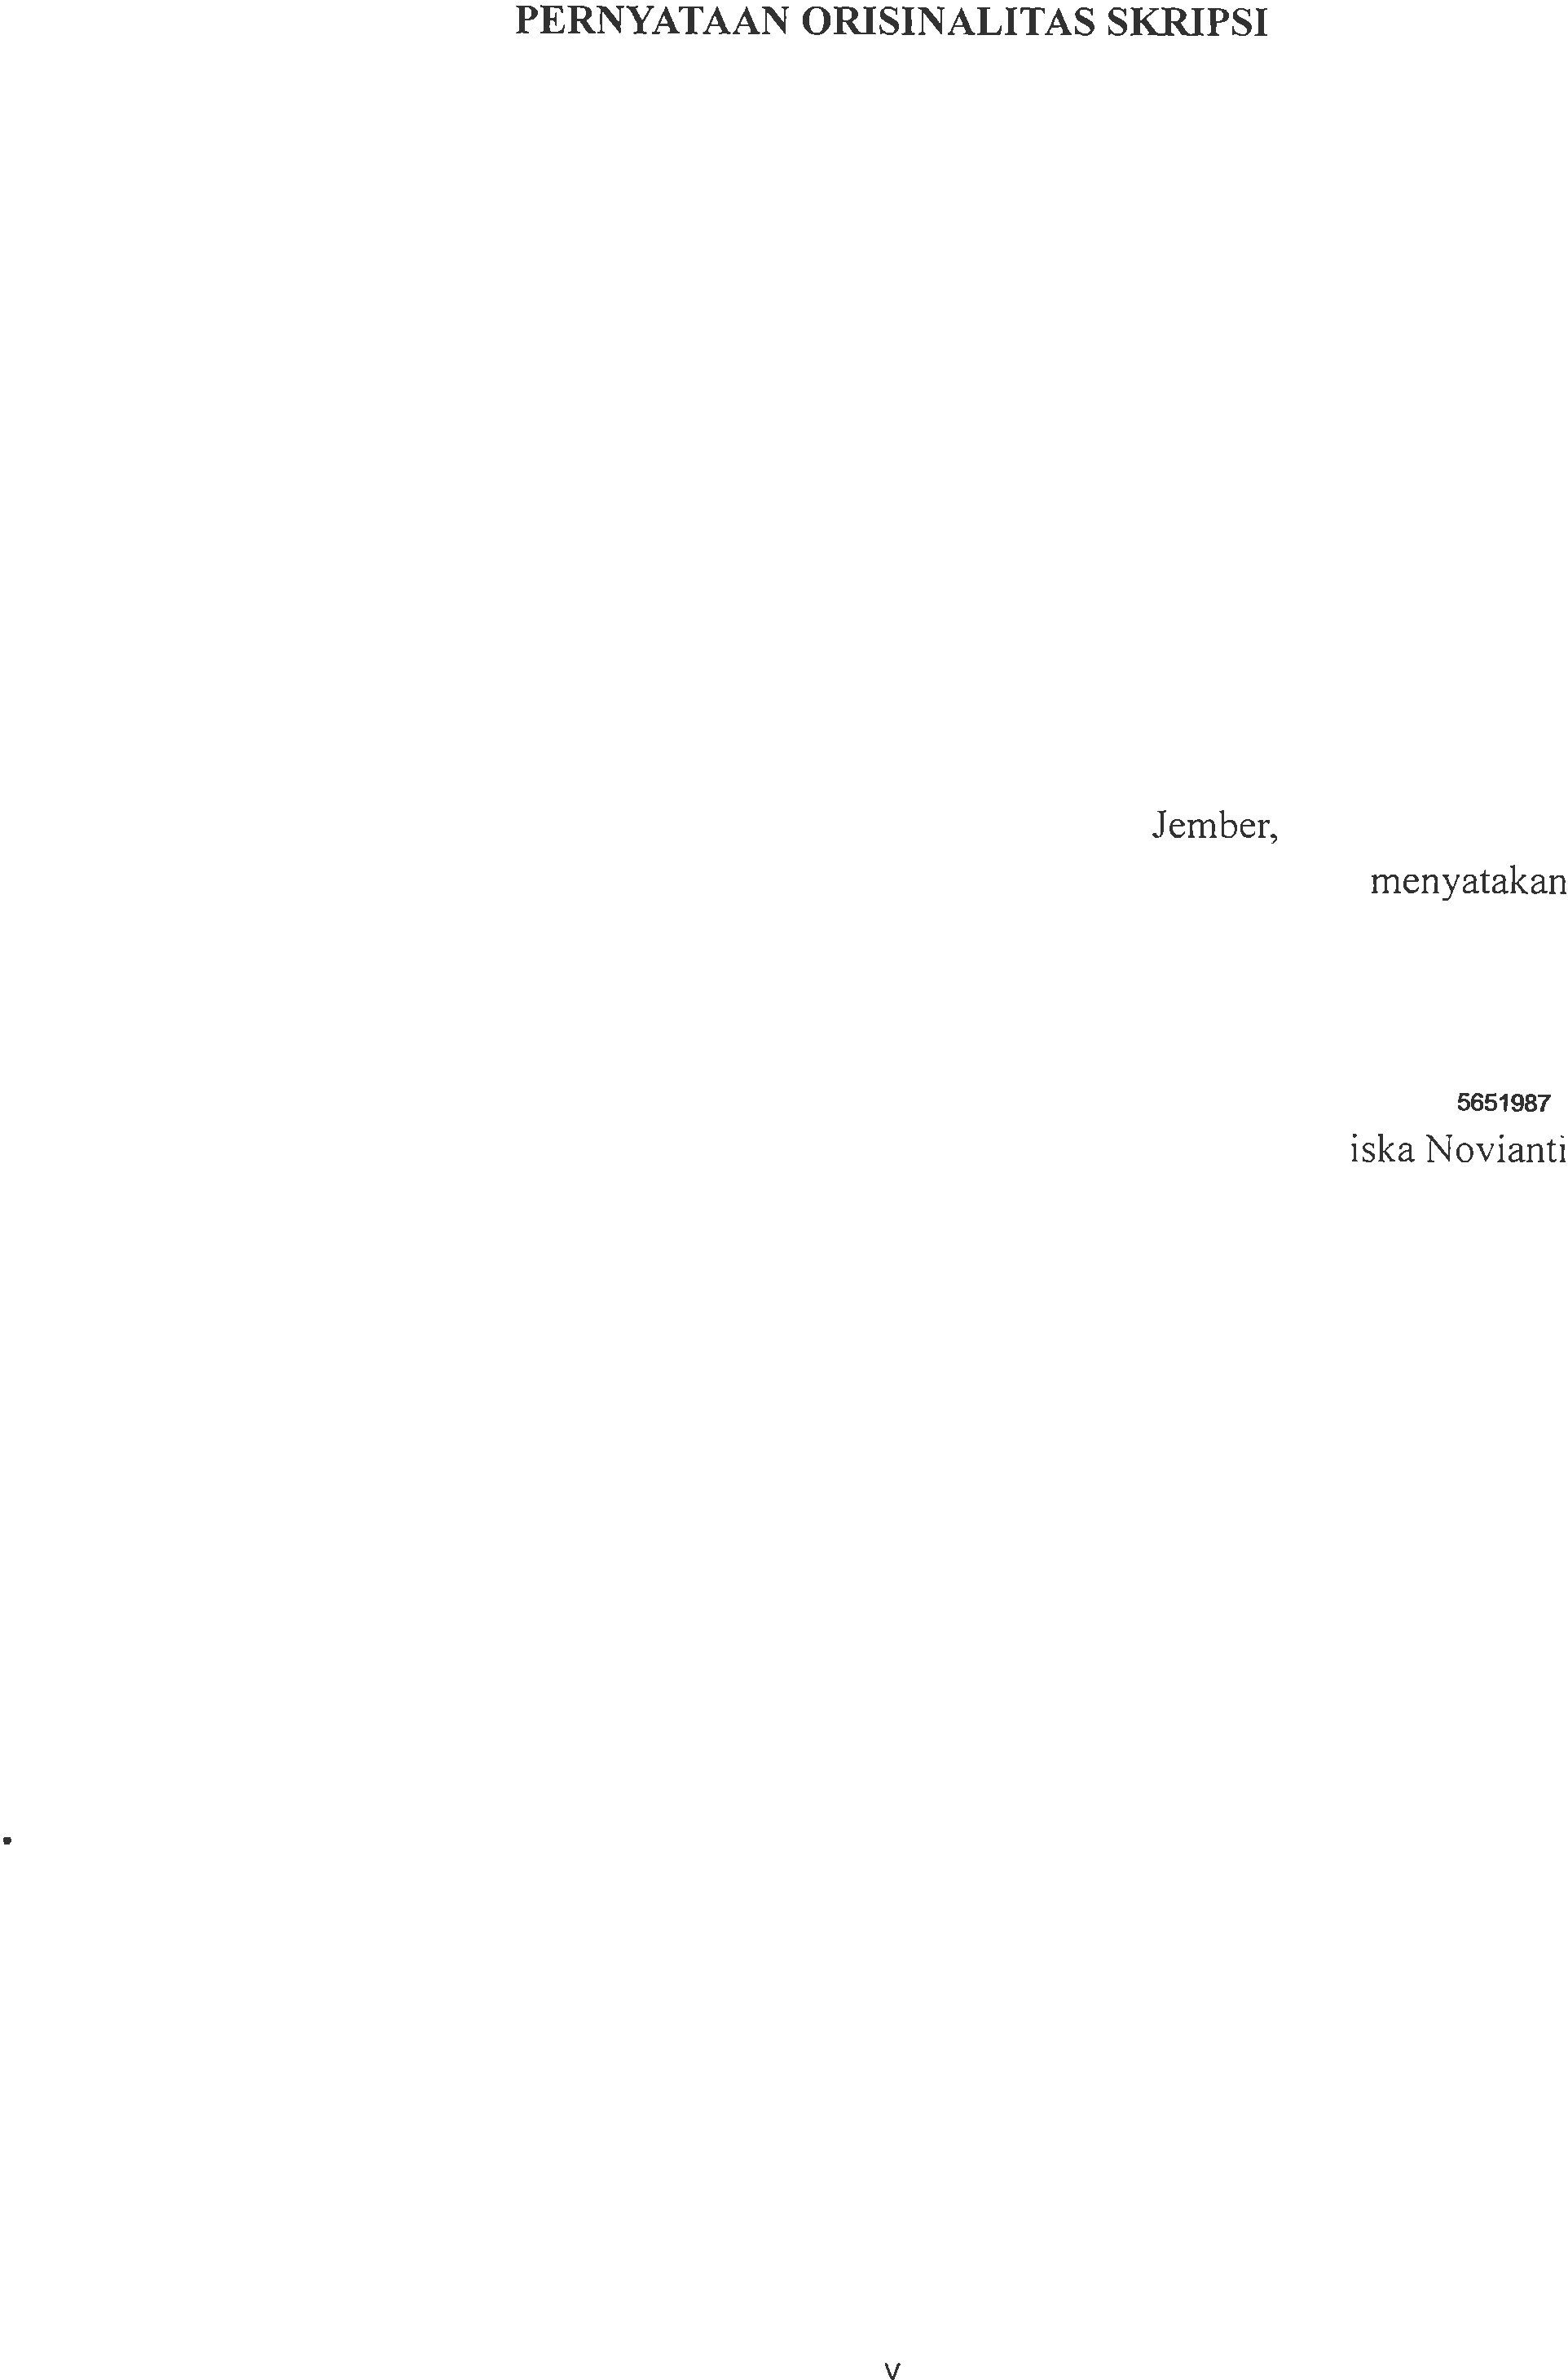 PERNYATAAN ORISINALITAS SKRIPSI
Jember,
menyatakan
5651987
iska Novianti
v